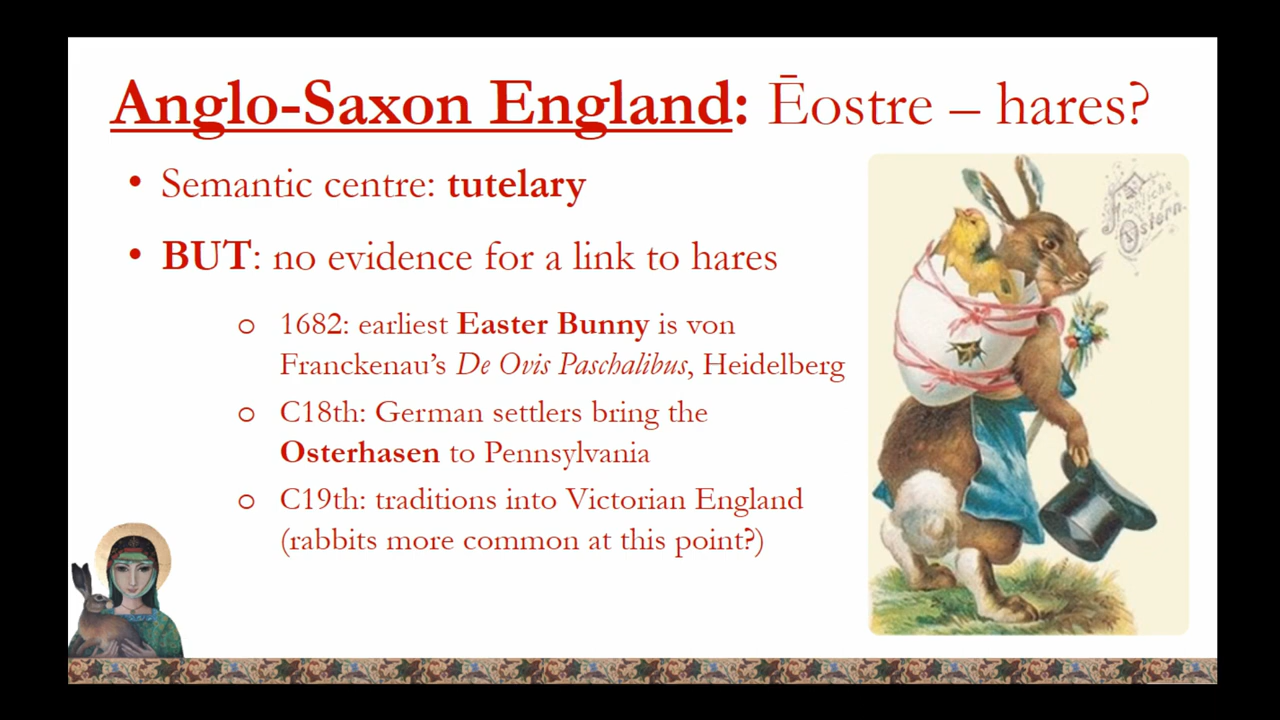 Anglo-Saxon England: Ēostre – hares?
• Semantic centre: tutelary
• BUT: no evidence for a link to hares
o 1682: earliest Easter Bunny is von
Franckenau's De Ovis Paschalibus, Heidelberg
o C18th: German settlers bring the
Osterhasen to Pennsylvania
o C19th: traditions into Victorian England
(rabbits more common at this point?)
Fröhliche
Ostern.